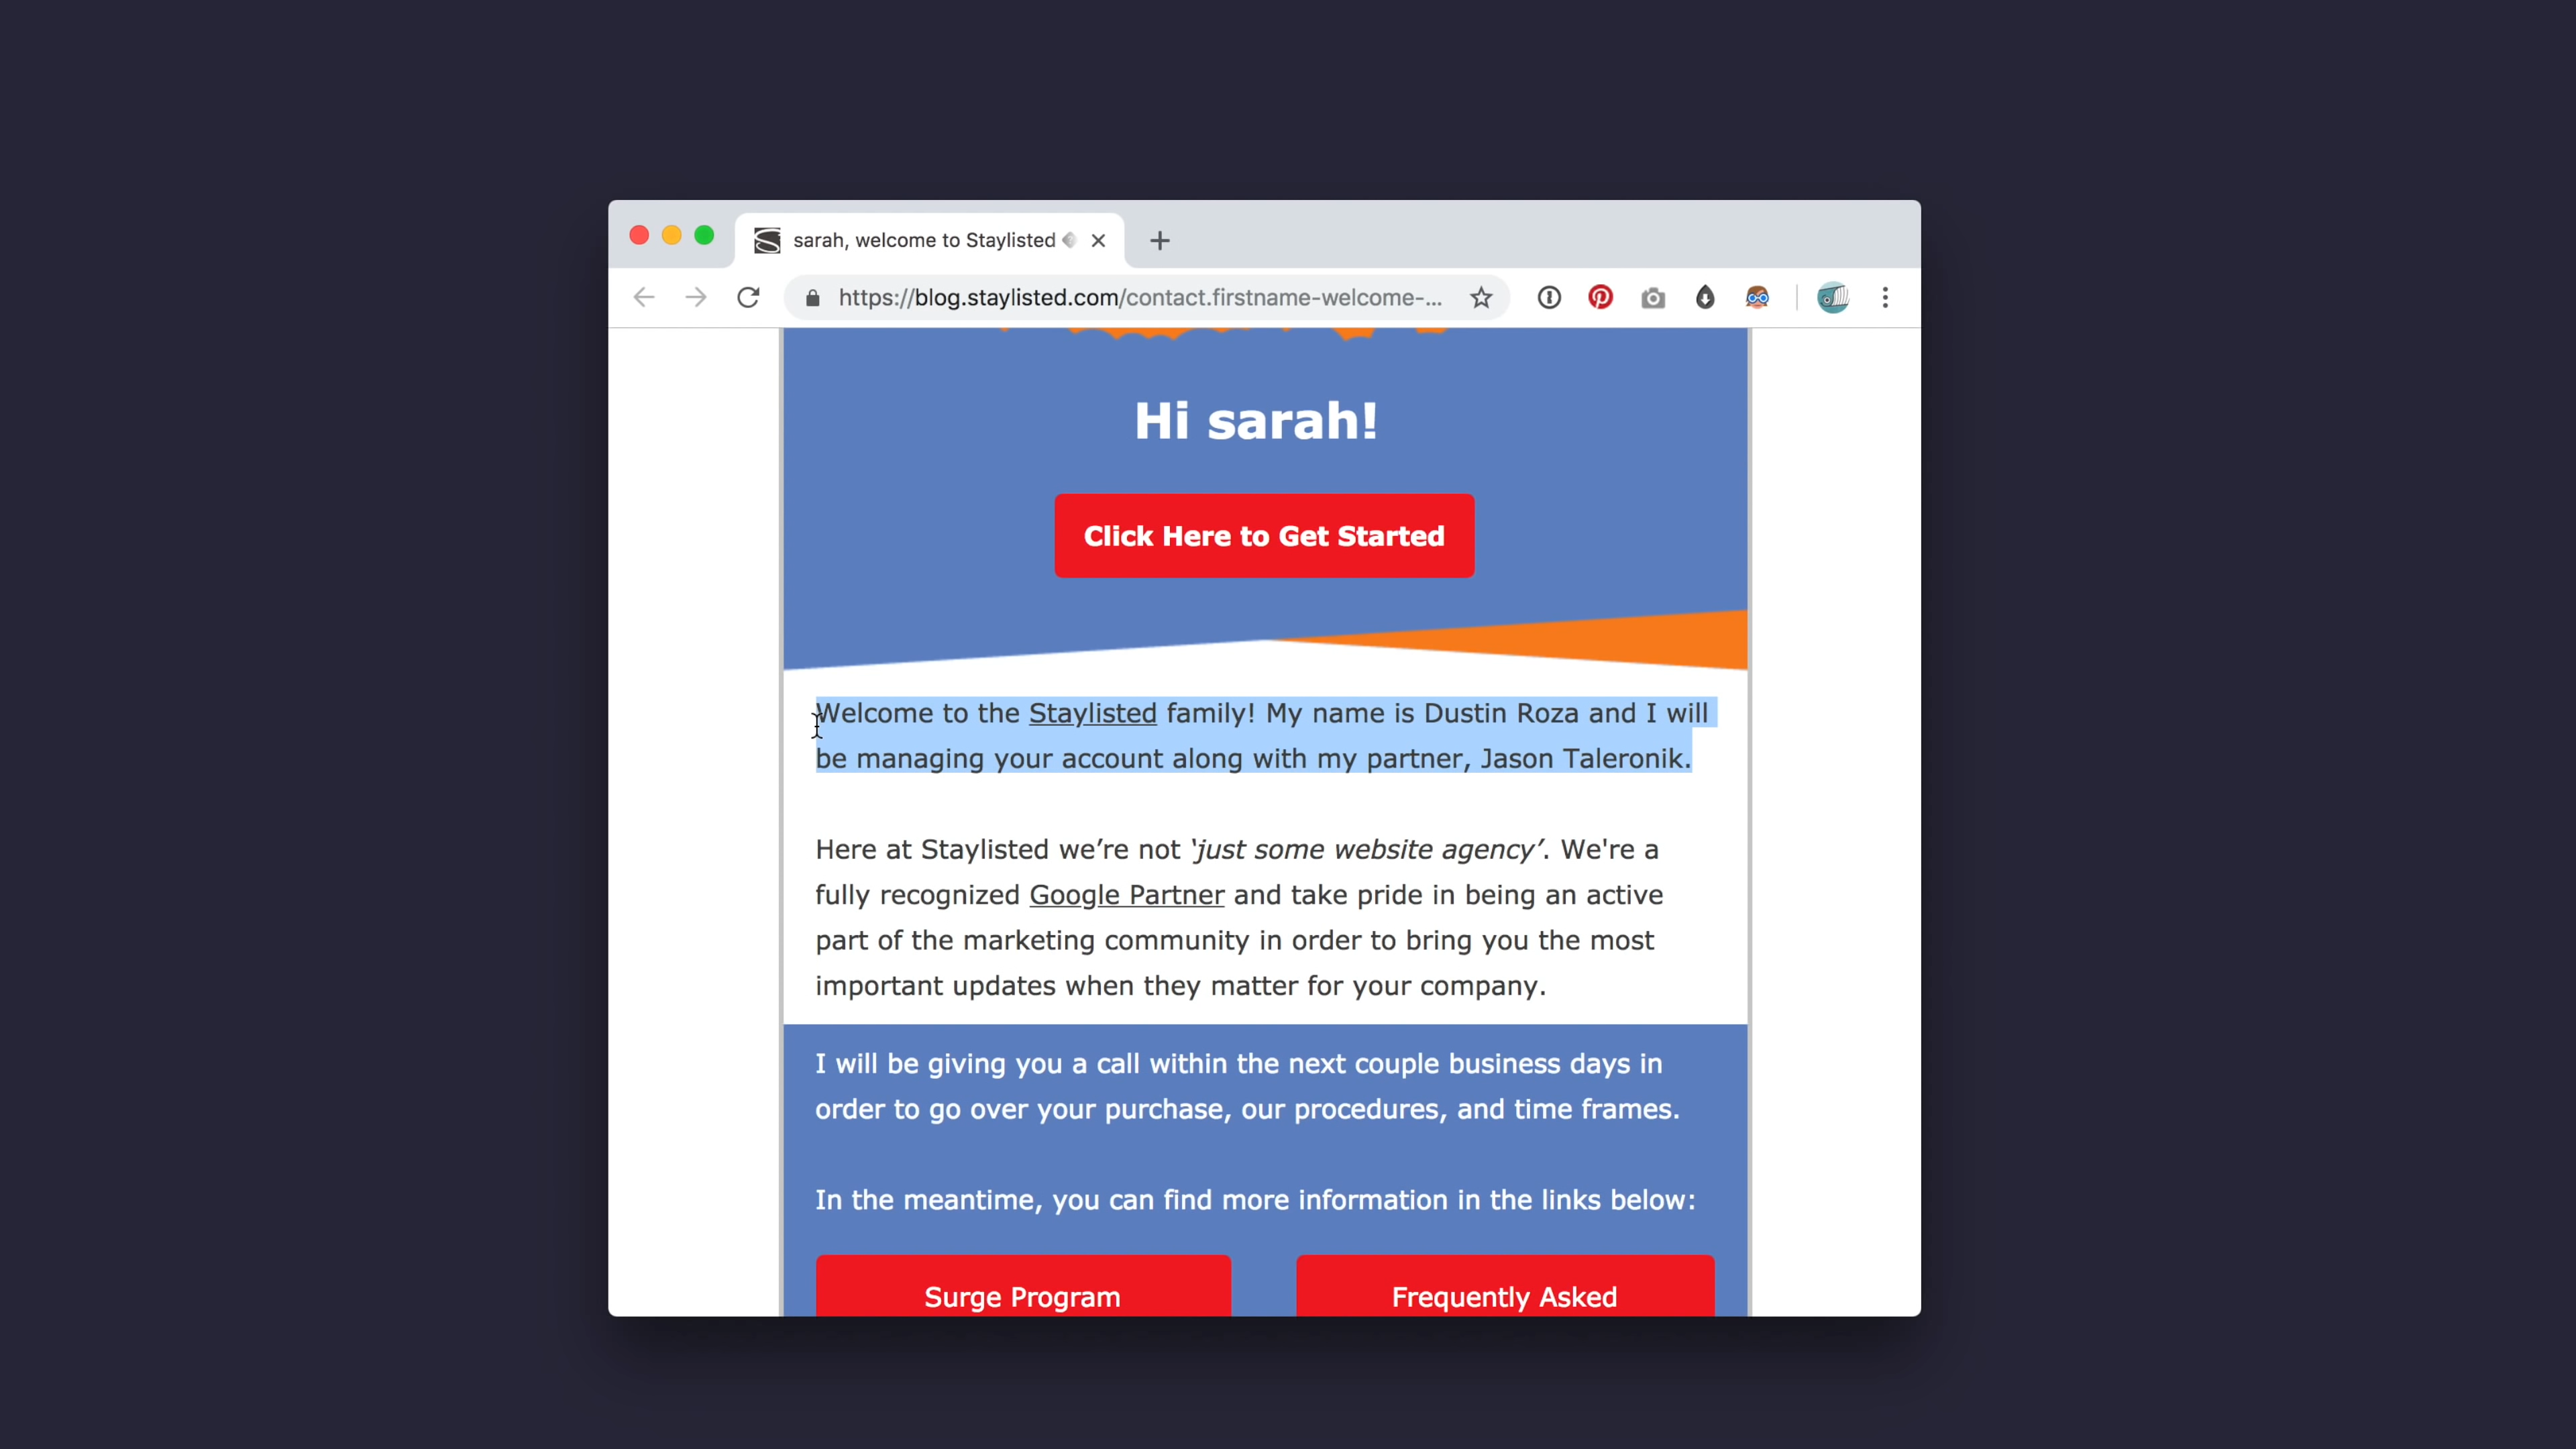 sarah, welcome to Staylisted
https://blog.staylisted.com/contact.firstname-welcome-...
Hi sarah!
Click Here to Get Started
Welcome to the Staylisted family! My name is Dustin Roza and I will
be managing your account along with my partner, Jason Taleronik.
Here at Staylisted we’re not ‘just some website agency’. We're a
fully recognized Google Partner and take pride in being an active
part of the marketing community in order to bring you the most
important updates when they matter for your company.
I will be giving you a call within the next couple business days in
order to go over your purchase, our procedures, and time frames.
In the meantime, you can find more information in the links below:
Surge Program
Frequently Asked